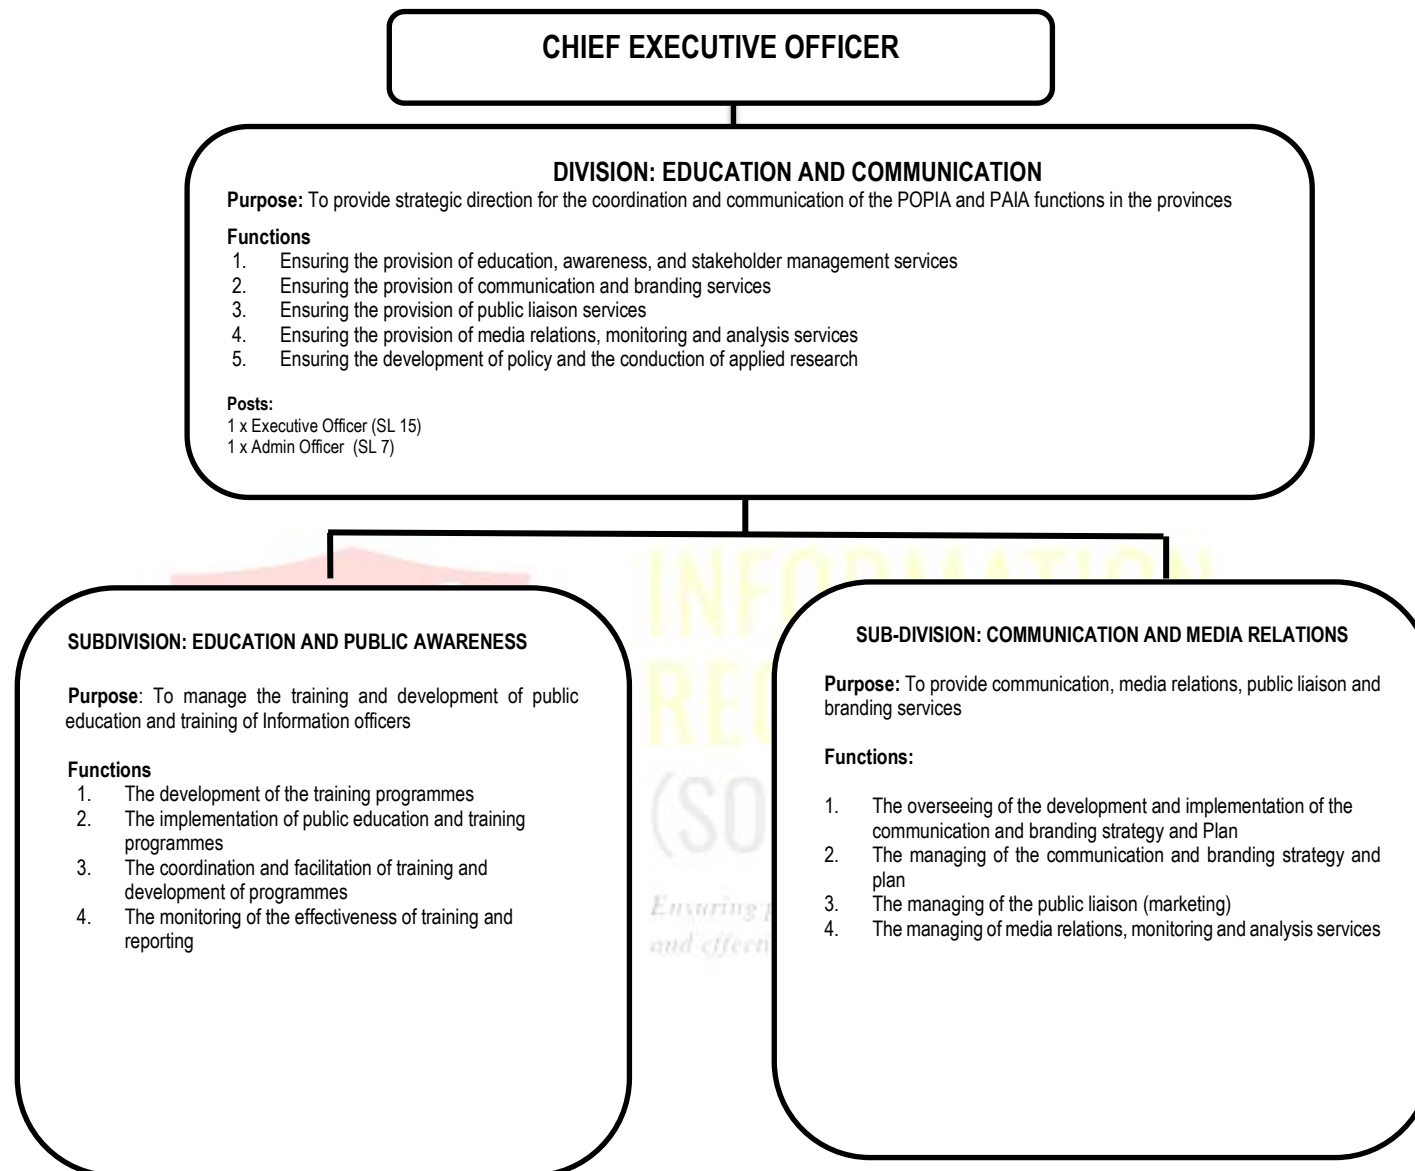 CHIEF EXECUTIVE OFFICER
DIVISION: EDUCATION AND COMMUNICATION
Purpose: To provide strategic direction for the coordination and communication of the POPIA and PAIA functions in the provinces
Functions
1. Ensuring the provision of education, awareness, and stakeholder management services
2. Ensuring the provision of communication and branding services
3. Ensuring the provision of public liaison services
4. Ensuring the provision of media relations, monitoring and analysis services
5. Ensuring the development of policy and the conduction of applied research
Posts:
1 x Executive Officer (SL 15)
1 x Admin Officer (SL 7)
SUBDIVISION: EDUCATION AND PUBLIC AWARENESS
Purpose: To manage the training and development of public
education and training of Information officers
Functions
1. The development of the training programmes
2. The implementation of public education and training
programmes
3. The coordination and facilitation of training and
development of programmes
4. The monitoring of the effectiveness of training and
reporting
SUB-DIVISION: COMMUNICATION AND MEDIA RELATIONS
Purpose: To provide communication, media relations, public liaison and
branding services
Functions:
1. The overseeing of the development and implementation of the
communication and branding strategy and Plan
2. The managing of the communication and branding strategy and
plan
3. The managing of the public liaison (marketing)
4. The managing of media relations, monitoring and analysis services
INFORMATION
(SO
Ensuring
and